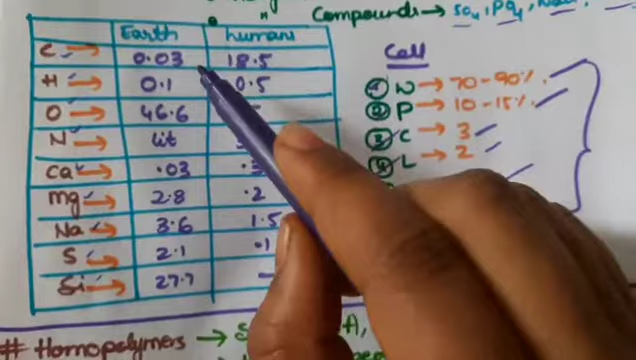 Compounds → SO4, PO4,
Earth humans
C → 0.03 18.5
H → 0.1 0.5
O → 46.6
N → lit
Ca → .03
Mg → 2.8 .2
Na → 3.6 1.5
S → 2.1 .1
Si → 27.7 –
Cell
① W → 70-90%.
② P → 10-15%
③ C → 3
④ L → 2
# Homopolymers →